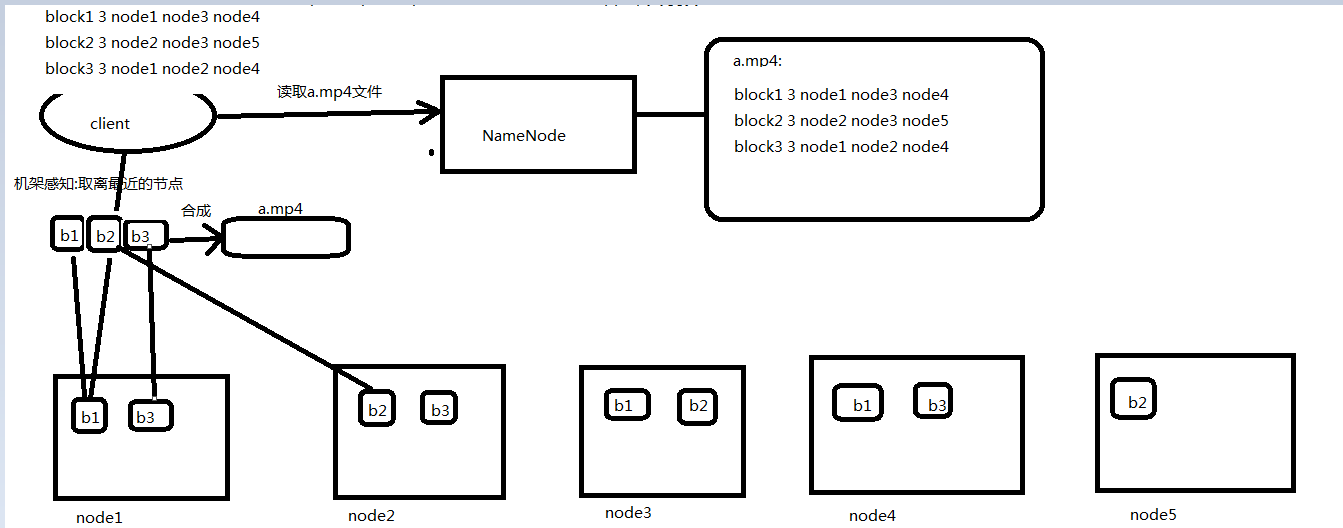 block1 3 node1 node3 node4
block2 3 node2 node3 node5
block3 3 node1 node2 node4
client
读取a.mp4文件
NameNode
a.mp4:
block1 3 node1 node3 node4
block2 3 node2 node3 node5
block3 3 node1 node2 node4
机架感知:取离最近的节点
b1
b2
b3
合成
a.mp4
b1
b3
node1
b2
b3
node2
b1
b2
node3
b1
b3
node4
b2
node5